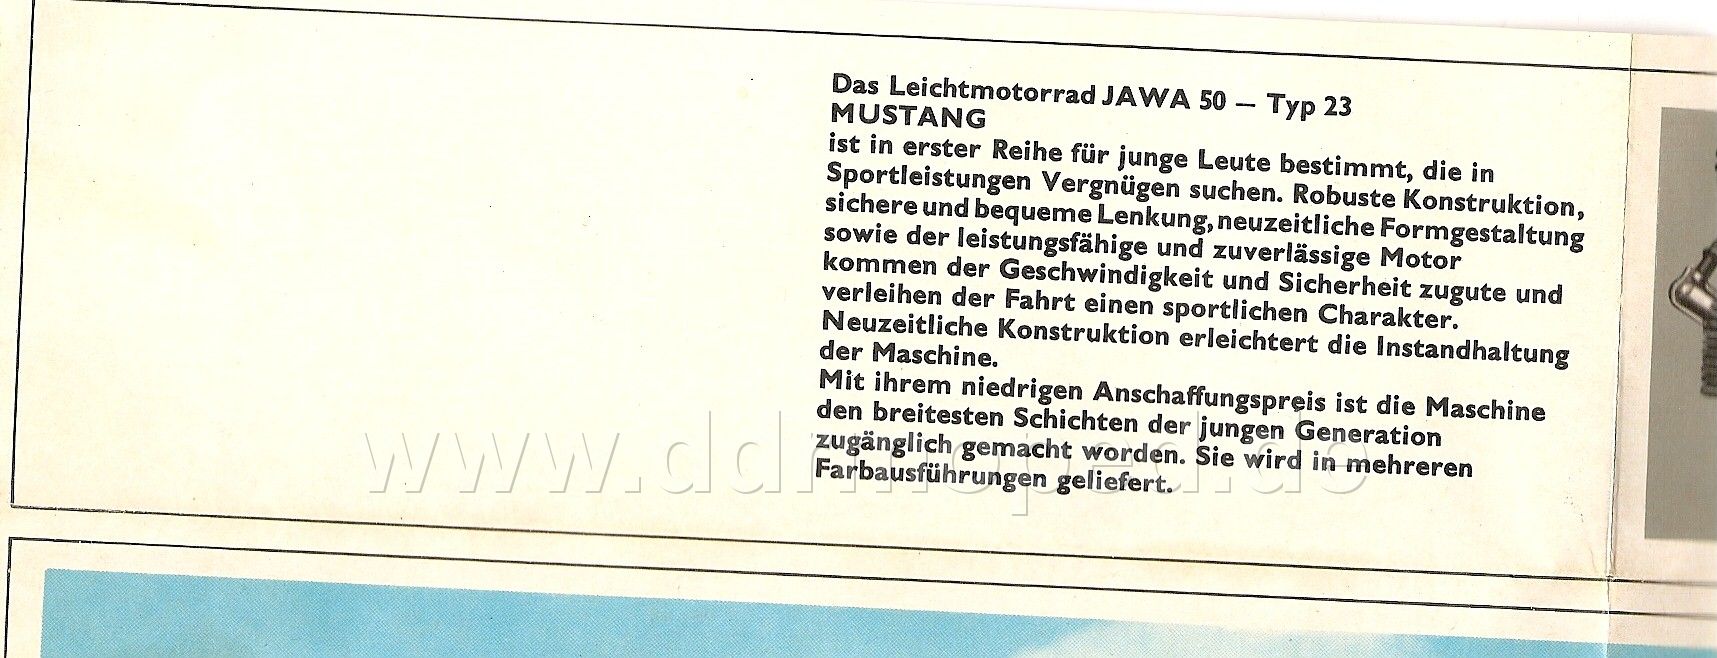 Das Leichtmotorrad JAWA 50 – Typ 23
MUSTANG
ist in erster Reihe für junge Leute bestimmt, die in
Sportleistungen Vergnügen suchen. Robuste Konstruktion,
sichere und bequeme Lenkung, neuzeitliche Formgestaltung
sowie der leistungsfähige und zuverlässige Motor
kommen der Geschwindigkeit und Sicherheit zugute und
verleihen der Fahrt einen sportlichen Charakter.
Neuzeitliche Konstruktion erleichtert die Instandhaltung
der Maschine.
Mit ihrem niedrigen Anschaffungspreis ist die Maschine
den breitesten Schichten der jungen Generation
zugänglich gemacht worden. Sie wird in mehreren
Farbausführungen geliefert.
www.ddrmoped.de